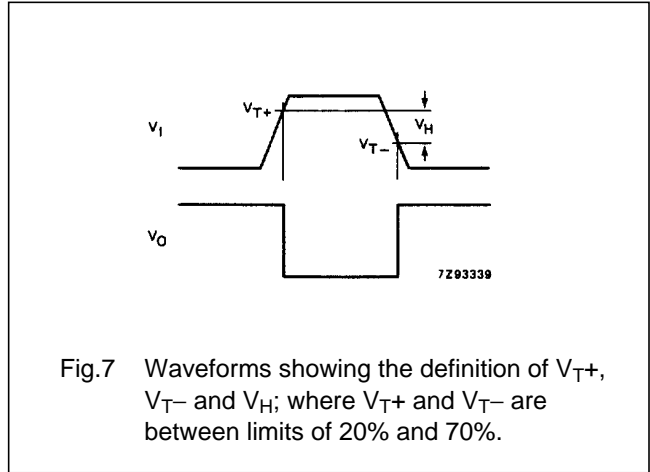 VT+
VH
VI
VT−
VO
7Z93339
Fig.7 Waveforms showing the definition of VT+,
VT− and VH; where VT+ and VT− are
between limits of 20% and 70%.